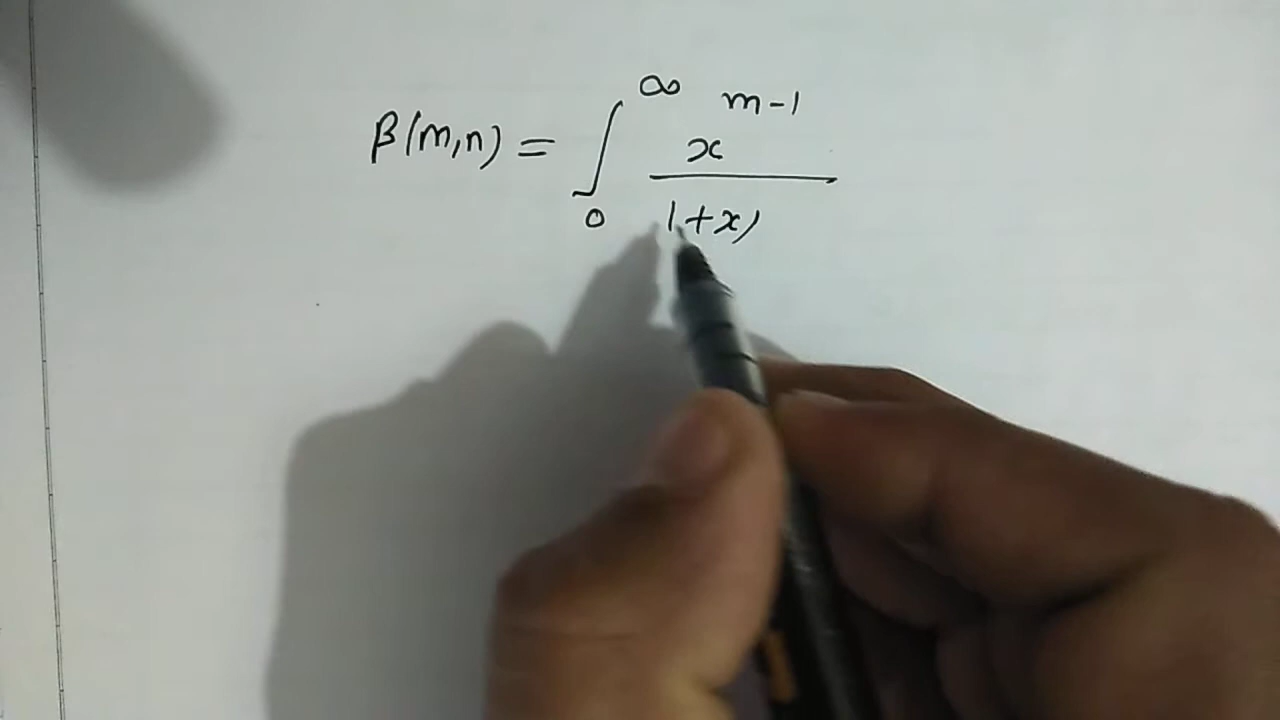 β(m,n) = ∫₀^∞ x^(m-1) / 1+x)